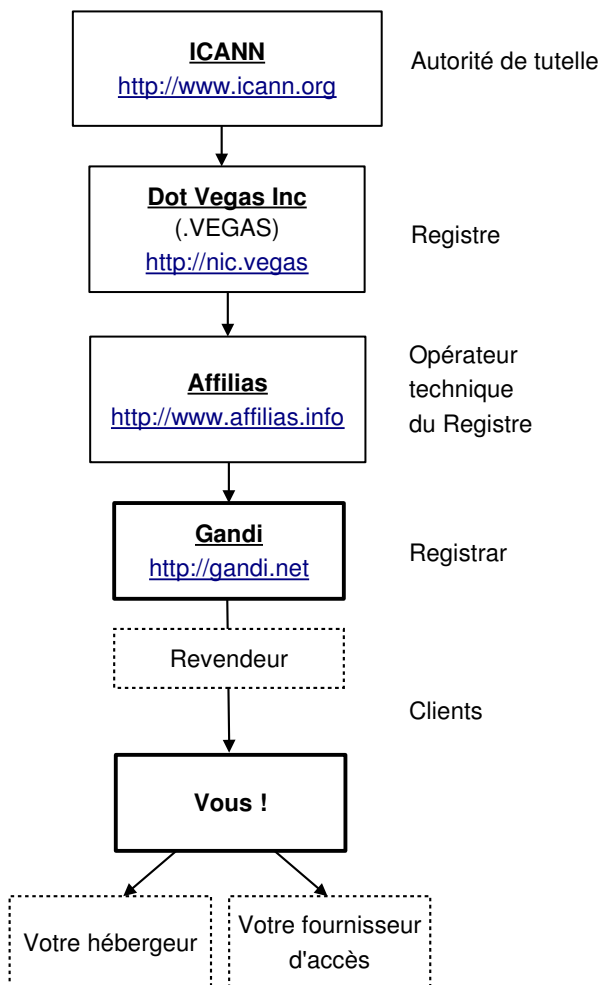 ICANN
http://www.icann.org
Autorité de tutelle
Dot Vegas Inc
(.VEGAS)
http://nic.vegas
Registre
Affilias
http://www.affilias.info
Opérateur
technique
du Registre
Gandi
http://gandi.net
Registrar
Revendeur
Clients
Vous !
Votre hébergeur
Votre fournisseur
d'accès